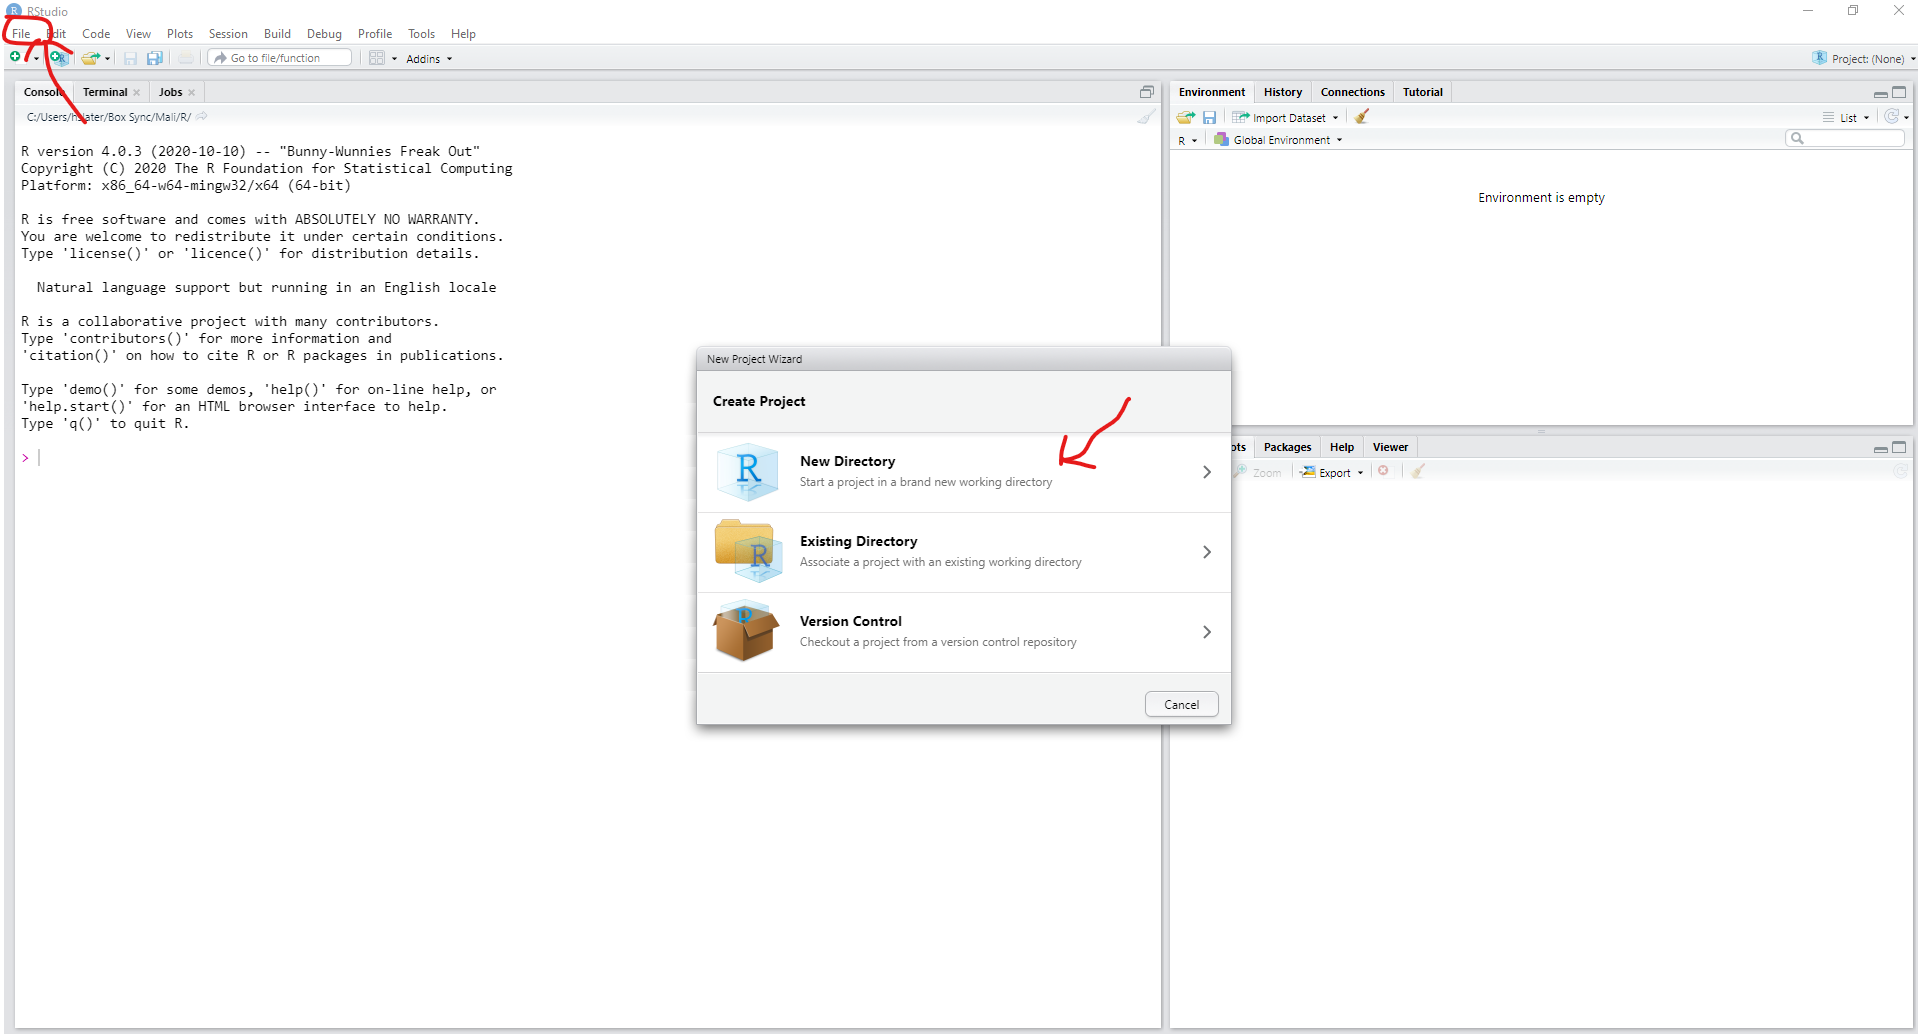 RStudio
File Edit Code View Plots Session Build Debug Profile Tools Help
Go to file/function Addins Project: (None)
Console Terminal Jobs
C:/Users/hslater/Box Sync/Mali/R/
R version 4.0.3 (2020-10-10) -- "Bunny-Wunnies Freak Out"
Copyright (C) 2020 The R Foundation for Statistical Computing
Platform: x86_64-w64-mingw32/x64 (64-bit)
R is free software and comes with ABSOLUTELY NO WARRANTY.
You are welcome to redistribute it under certain conditions.
Type 'license()' or 'licence()' for distribution details.
Natural language support but running in an English locale
R is a collaborative project with many contributors.
Type 'contributors()' for more information and
'citation()' on how to cite R or R packages in publications.
Type 'demo()' for some demos, 'help()' for on-line help, or
'help.start()' for an HTML browser interface to help.
Type 'q()' to quit R.
>
New Project Wizard
Create Project
New Directory
Start a project in a brand new working directory
Existing Directory
Associate a project with an existing working directory
Version Control
Checkout a project from a version control repository
Cancel
Environment History Connections Tutorial
Import Dataset List
R Global Environment
Environment is empty
ots Packages Help Viewer
Zoom Export